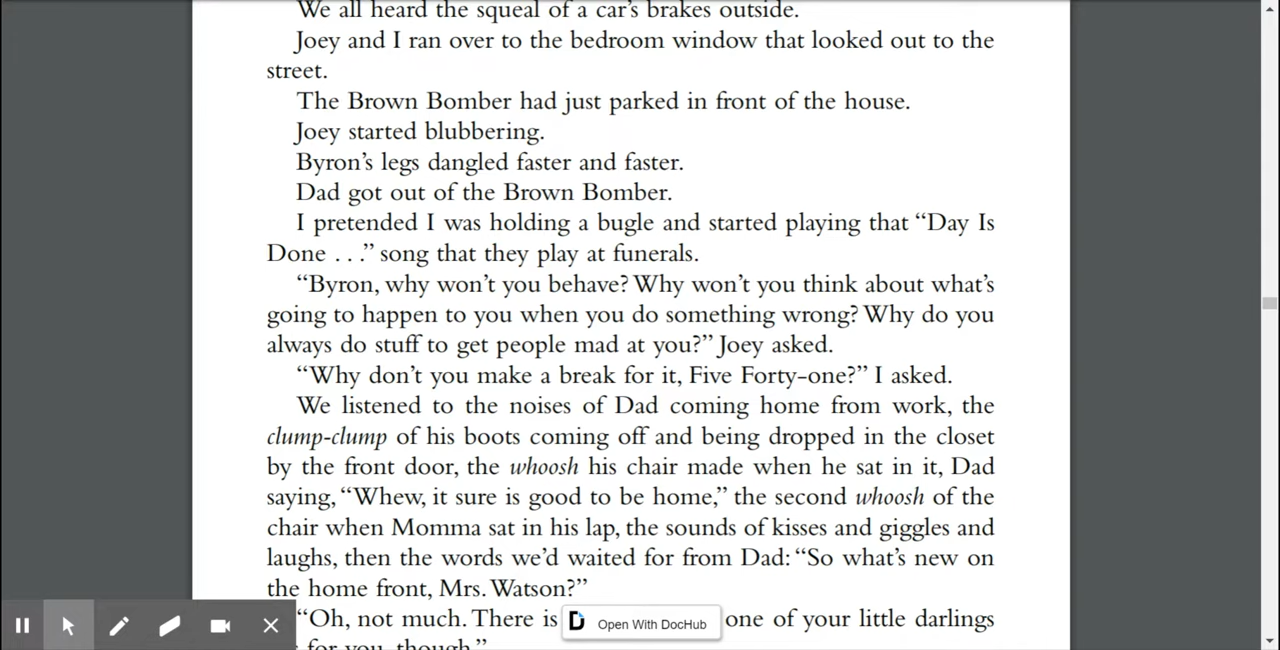 We all heard the squeal of a car's brakes outside.
Joey and I ran over to the bedroom window that looked out to the
street.
The Brown Bomber had just parked in front of the house.
Joey started blubbering.
Byron's legs dangled faster and faster.
Dad got out of the Brown Bomber.
I pretended I was holding a bugle and started playing that “Day Is
Done . . .” song that they play at funerals.
“Byron, why won't you behave? Why won't you think about what's
going to happen to you when you do something wrong? Why do you
always do stuff to get people mad at you?” Joey asked.
“Why don't you make a break for it, Five Forty-one?” I asked.
We listened to the noises of Dad coming home from work, the
clump-clump of his boots coming off and being dropped in the closet
by the front door, the whoosh his chair made when he sat in it, Dad
saying, “Whew, it sure is good to be home,” the second whoosh of the
chair when Momma sat in his lap, the sounds of kisses and giggles and
laughs, then the words we'd waited for from Dad: “So what's new on
the home front, Mrs. Watson?”
“Oh, not much. There is one of your little darlings
Open With DocHub
for you, though.”